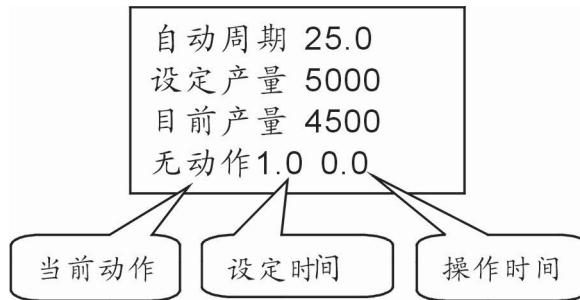 自动周期 25.0
设定产量 5000
目前产量 4500
无动作1.0 0.0
当前动作
设定时间
操作时间